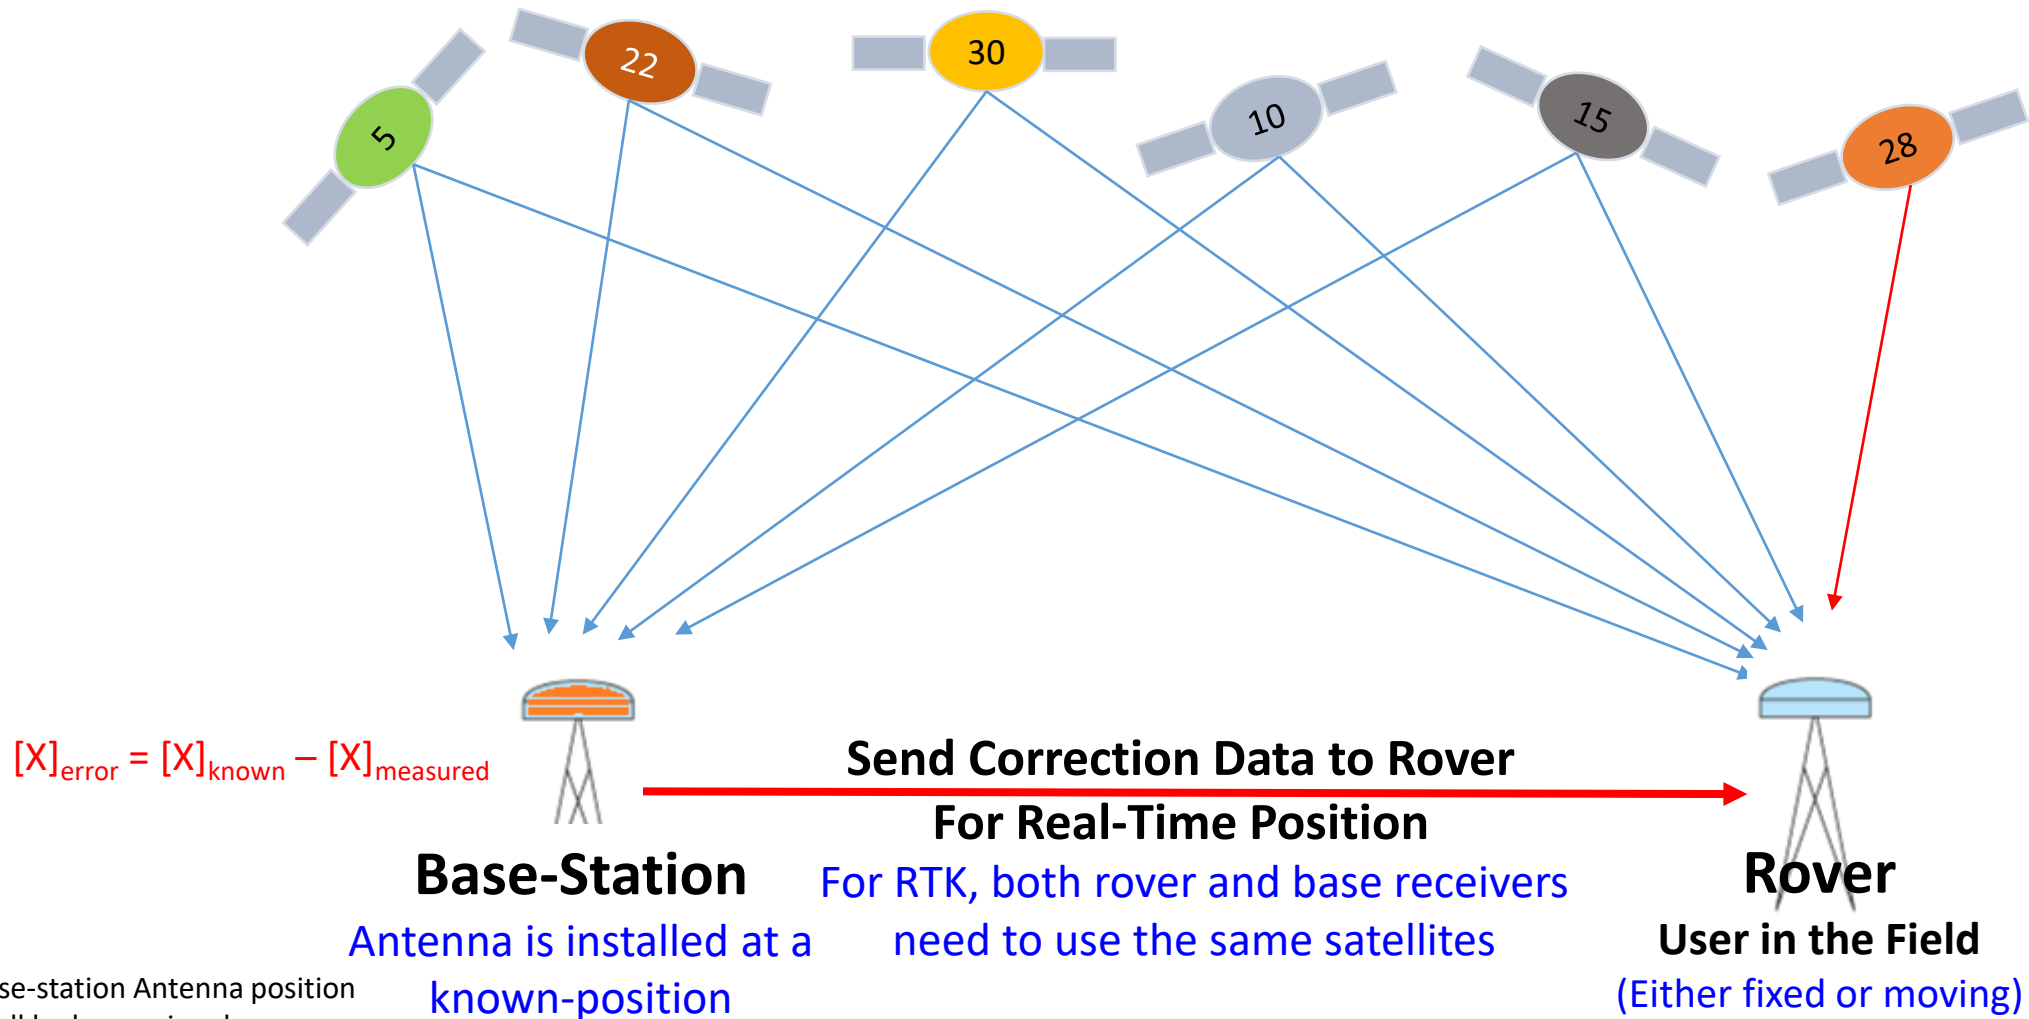 5
22
30
10
15
28
[X]error = [X]known – [X]measured
Send Correction Data to Rover
For Real-Time Position
Base-Station
For RTK, both rover and base receivers
need to use the same satellites
Antenna is installed at a
known-position
Rover
User in the Field
(Either fixed or moving)
se-station Antenna position